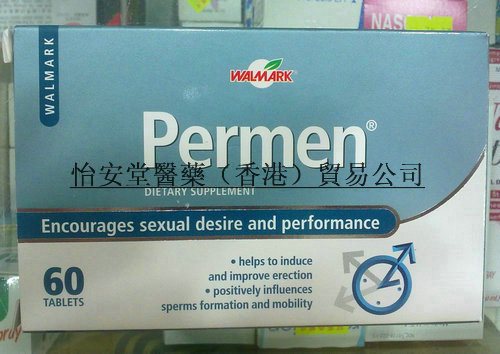 NAS
WALMARK
WALMARK
Permen®
怡安堂醫藥（香港）貿易公司
DIETARY SUPPLEMENT
Encourages sexual desire and performance
60
TABLETS
• helps to induce
and improve erection
• positively influences
sperms formation and mobility